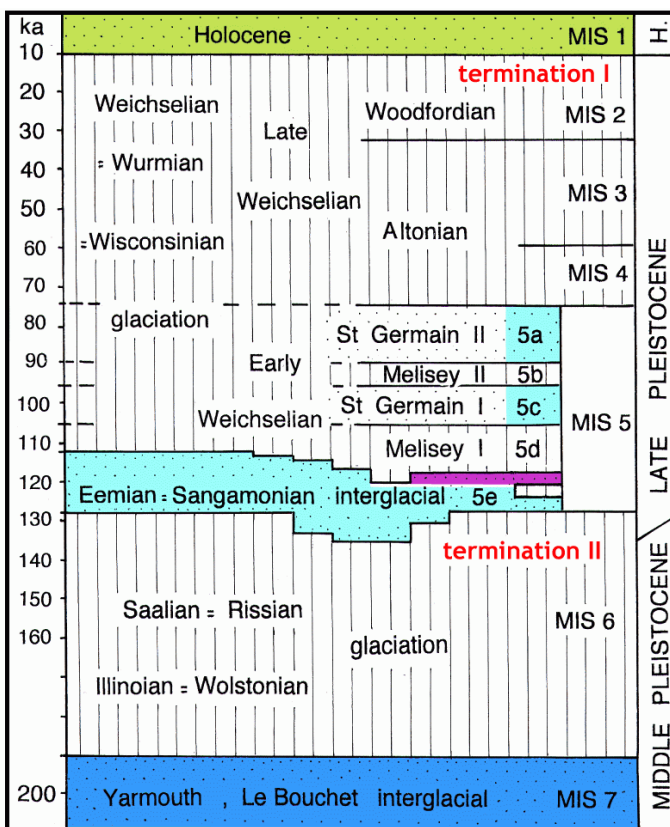 ka
10
20
30
40
50
60
70
80
90
100
110
120
130
140
150
160
200
Holocene MIS 1
H.
termination I
Weichselian Woodfordian MIS 2
Late
= Wurmian
Weichselian MIS 3
= Wisconsinian Altonian
MIS 4
glaciation
St Germain II 5a
Early Melisey II 5b
Weichselian St Germain I 5c
MIS 5
Melisey I 5d
Eemian = Sangamonian interglacial 5e
termination II
Saalian = Rissian MIS 6
glaciation
Illinoian = Wolstonian
Yarmouth , Le Bouchet interglacial MIS 7
LATE PLEISTOCENE
MIDDLE PLEISTOCENE